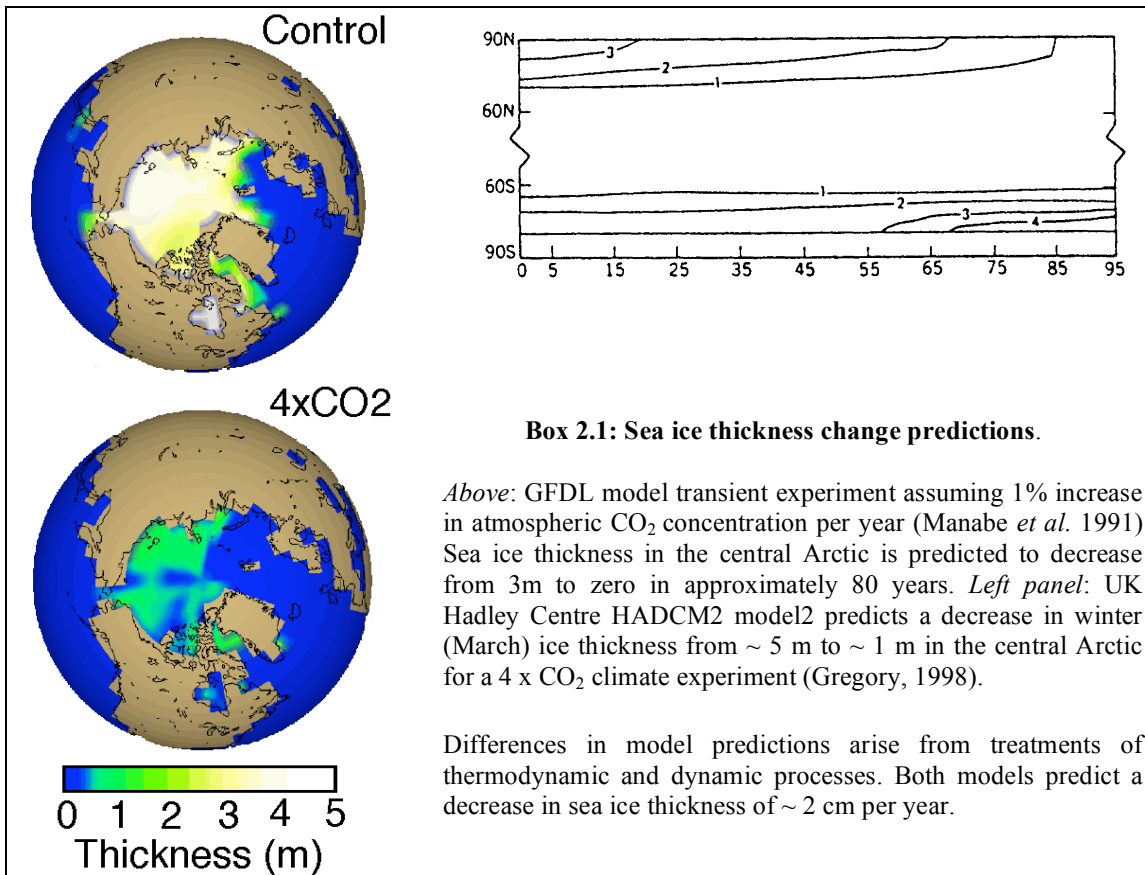 Control
90N
60N
60S
90S
3
2
1
1
2
3
4
0 5 15 25 35 45 55 65 75 85 95
4xCO2
0 1 2 3 4 5
Thickness (m)
Box 2.1: Sea ice thickness change predictions.
Above: GFDL model transient experiment assuming 1% increase
in atmospheric CO₂ concentration per year (Manabe et al. 1991)
Sea ice thickness in the central Arctic is predicted to decrease
from 3m to zero in approximately 80 years. Left panel: UK
Hadley Centre HADCM2 model2 predicts a decrease in winter
(March) ice thickness from ~ 5 m to ~ 1 m in the central Arctic
for a 4 x CO₂ climate experiment (Gregory, 1998).
Differences in model predictions arise from treatments of
thermodynamic and dynamic processes. Both models predict a
decrease in sea ice thickness of ~ 2 cm per year.